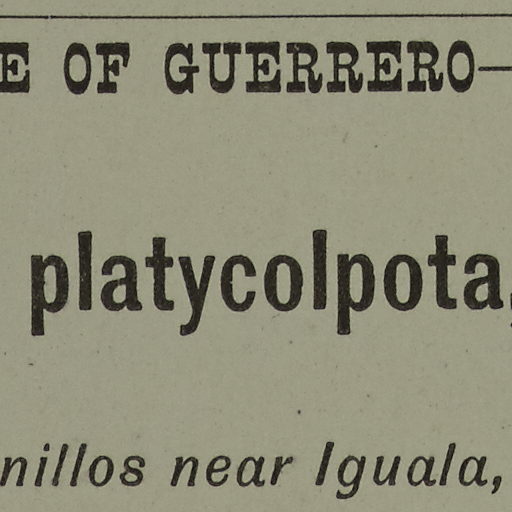 E OF GUERRERO—
platycolpota,
nillos near Iguala,